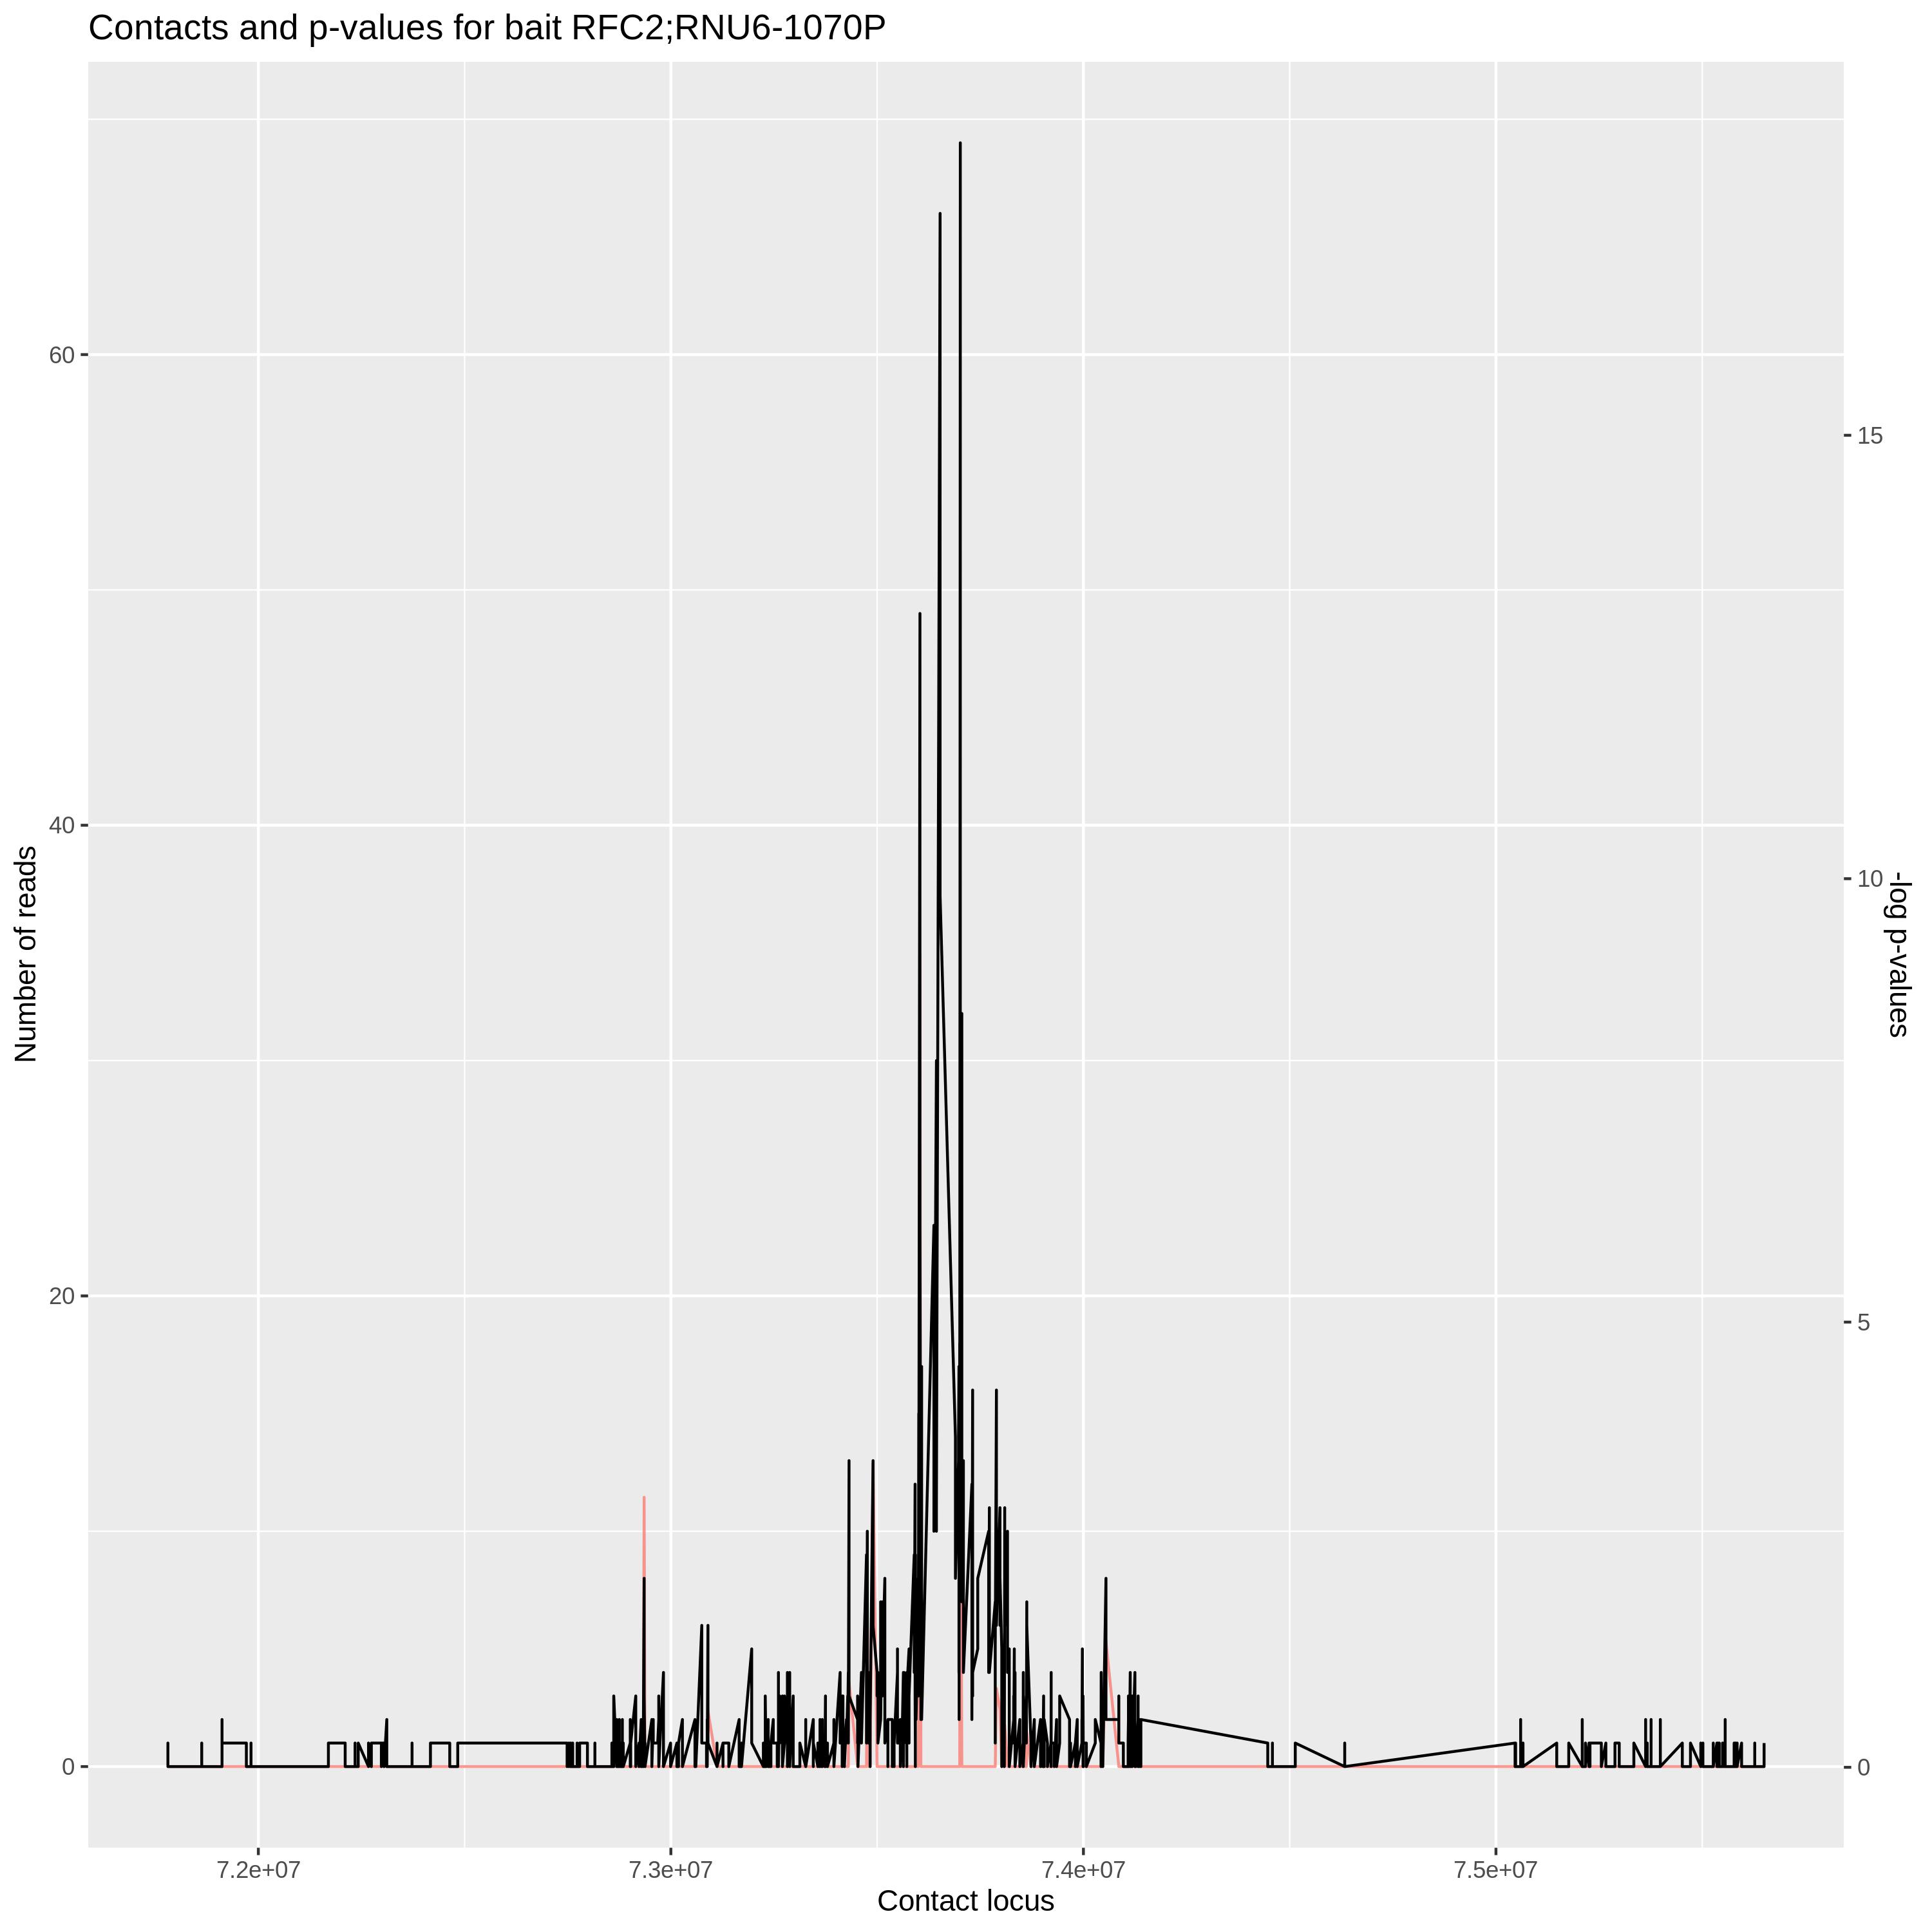 Contacts and p-values for bait RFC2;RNU6-1070P
60
40
20
0
Number of reads
15
10
5
0
-log p-values
7.2e+07
7.3e+07
7.4e+07
7.5e+07
Contact locus